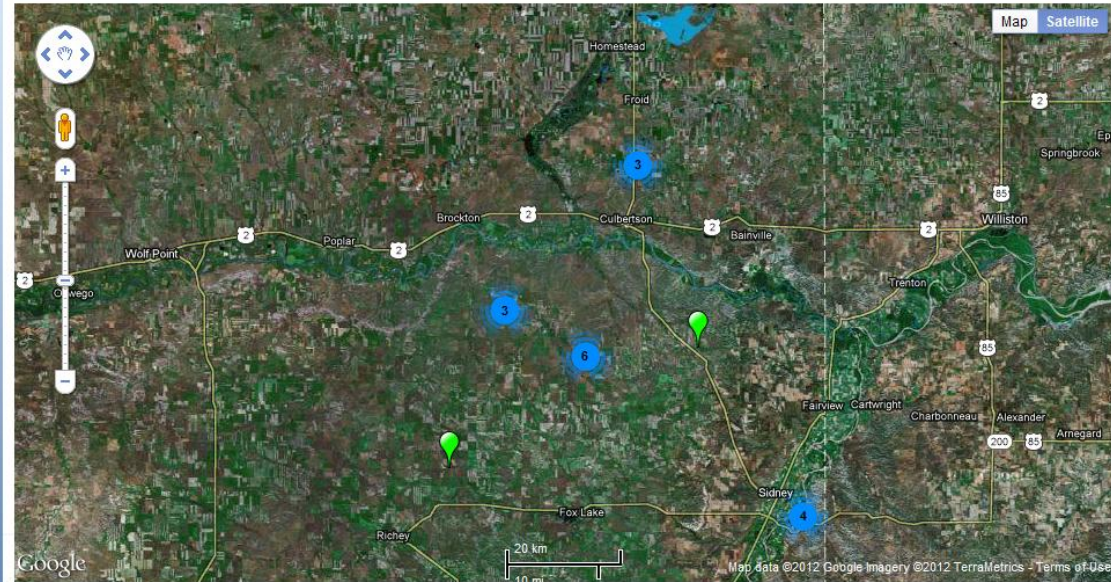 Map Satellite
Homestead
Froid
2
Ep
Springbrook
3
85
Brockton 2 Culbertson Williston
2 2
Bainville
2 Poplar 2
Wolf Point
2
Trenton
3
6
85
Fairview Cartwright
Charbonneau Alexander
200 85 Arnegard
Sidney
4
Fox Lake
Richey
20 km
10 mi
Google
Map data ©2012 Google Imagery ©2012 TerraMetrics - Terms of Use